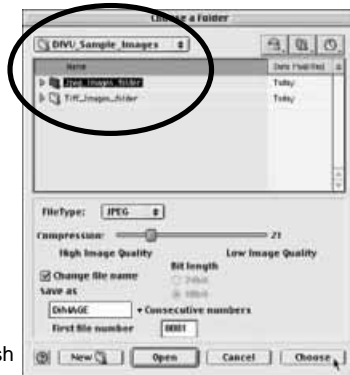 Choose a Folder
DIVU_Sample_Images
Name Date Modified
Jpeg_Images_folder Today
Tiff_Images_folder Today
FileType: JPEG
Compression: 21
High Image Quality Low Image Quality
Bit length
Change file name
save as
DiMAGE + Consecutive numbers
First file number 0001
sh
New Open Cancel Choose